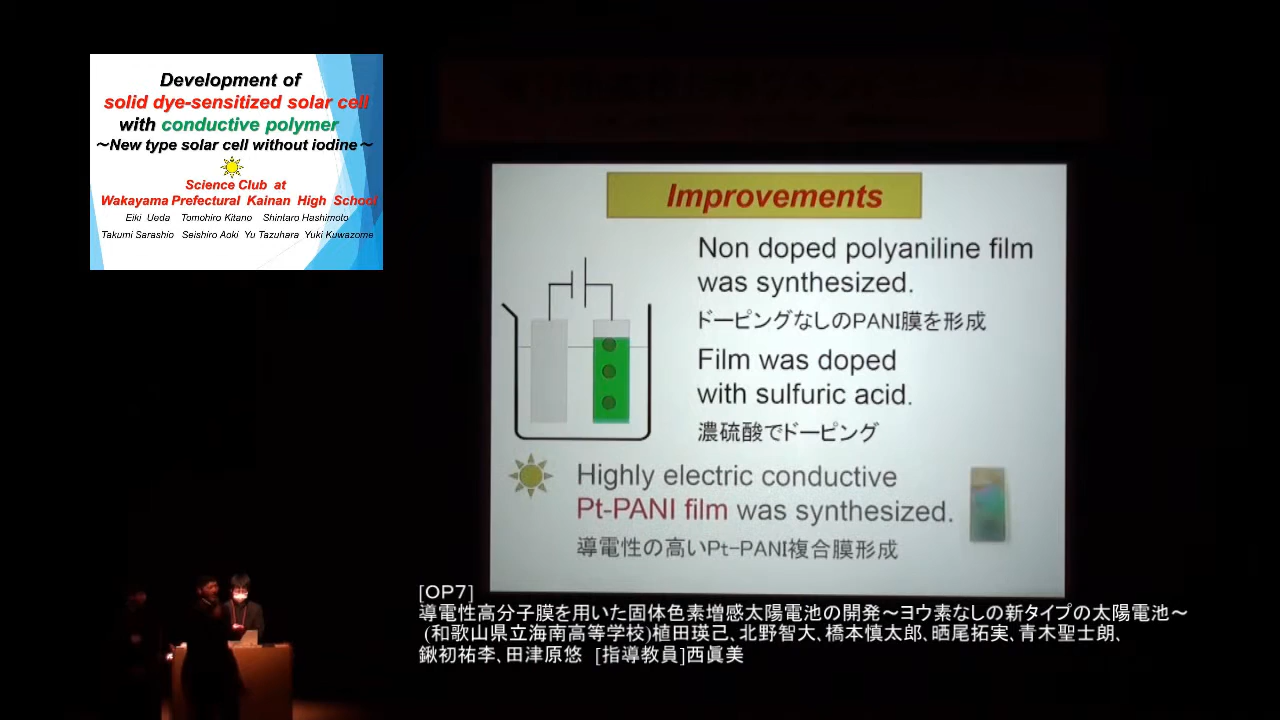 Development of
solid dye-sensitized solar cell
with conductive polymer
～New type solar cell without iodine～
Science Club at
Wakayama Prefectural Kainan High School
Eiki Ueda Tomohiro Kitano Shintaro Hashimoto
Takumi Sarashio Seishiro Aoki Yu Tazuhara Yuki Kuwazome
Improvements
Non doped polyaniline film
was synthesized.
ドーピングなしのPANI膜を形成
Film was doped
with sulfuric acid.
濃硫酸でドーピング
Highly electric conductive
Pt-PANI film was synthesized.
導電性の高いPt-PANI複合膜形成
[OP7]
導電性高分子膜を用いた固体色素増感太陽電池の開発～ヨウ素なしの新タイプの太陽電池～
(和歌山県立海南高等学校)植田瑛己、北野智大、橋本慎太郎、晒尾拓実、青木聖士朗、
鍬初祐李、田津原悠 [指導教員]西眞美